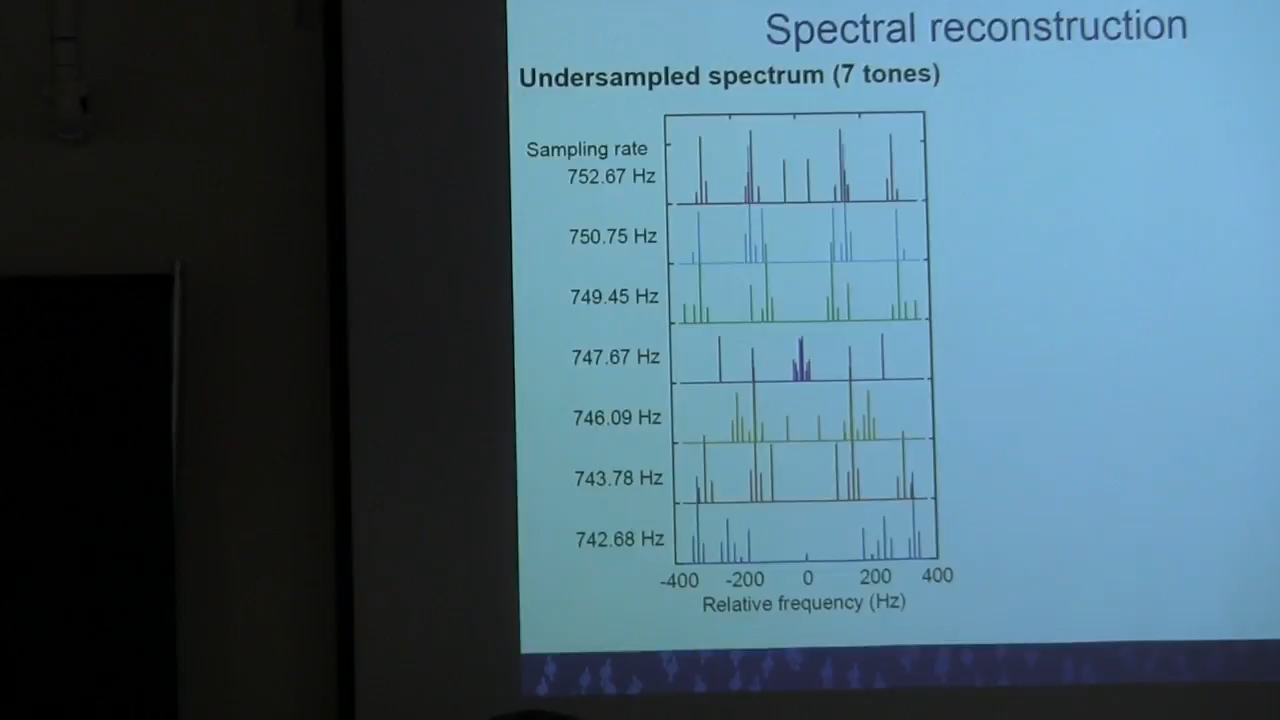 Spectral reconstruction
Undersampled spectrum (7 tones)
Sampling rate
752.67 Hz
750.75 Hz
749.45 Hz
747.67 Hz
746.09 Hz
743.78 Hz
742.68 Hz
-400 -200 0 200 400
Relative frequency (Hz)